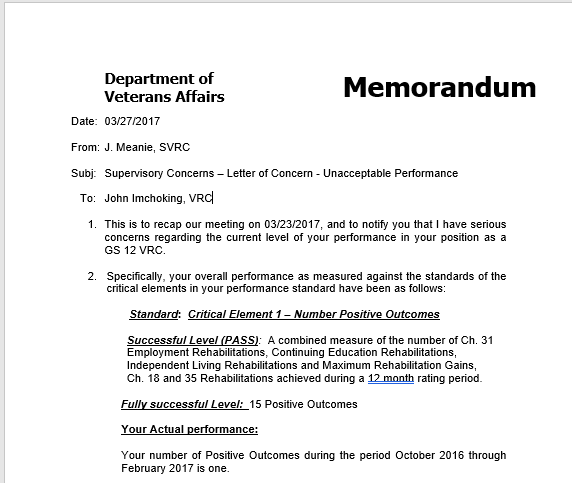 Department of
Veterans Affairs
Memorandum
Date: 03/27/2017
From: J. Meanie, SVRC
Subj: Supervisory Concerns – Letter of Concern - Unacceptable Performance
To: John Imchoking, VRC
1. This is to recap our meeting on 03/23/2017, and to notify you that I have serious
concerns regarding the current level of your performance in your position as a
GS 12 VRC.
2. Specifically, your overall performance as measured against the standards of the
critical elements in your performance standard have been as follows:
Standard: Critical Element 1 – Number Positive Outcomes
Successful Level (PASS): A combined measure of the number of Ch. 31
Employment Rehabilitations, Continuing Education Rehabilitations,
Independent Living Rehabilitations and Maximum Rehabilitation Gains,
Ch. 18 and 35 Rehabilitations achieved during a 12 month rating period.
Fully successful Level: 15 Positive Outcomes
Your Actual performance:
Your number of Positive Outcomes during the period October 2016 through
February 2017 is one.